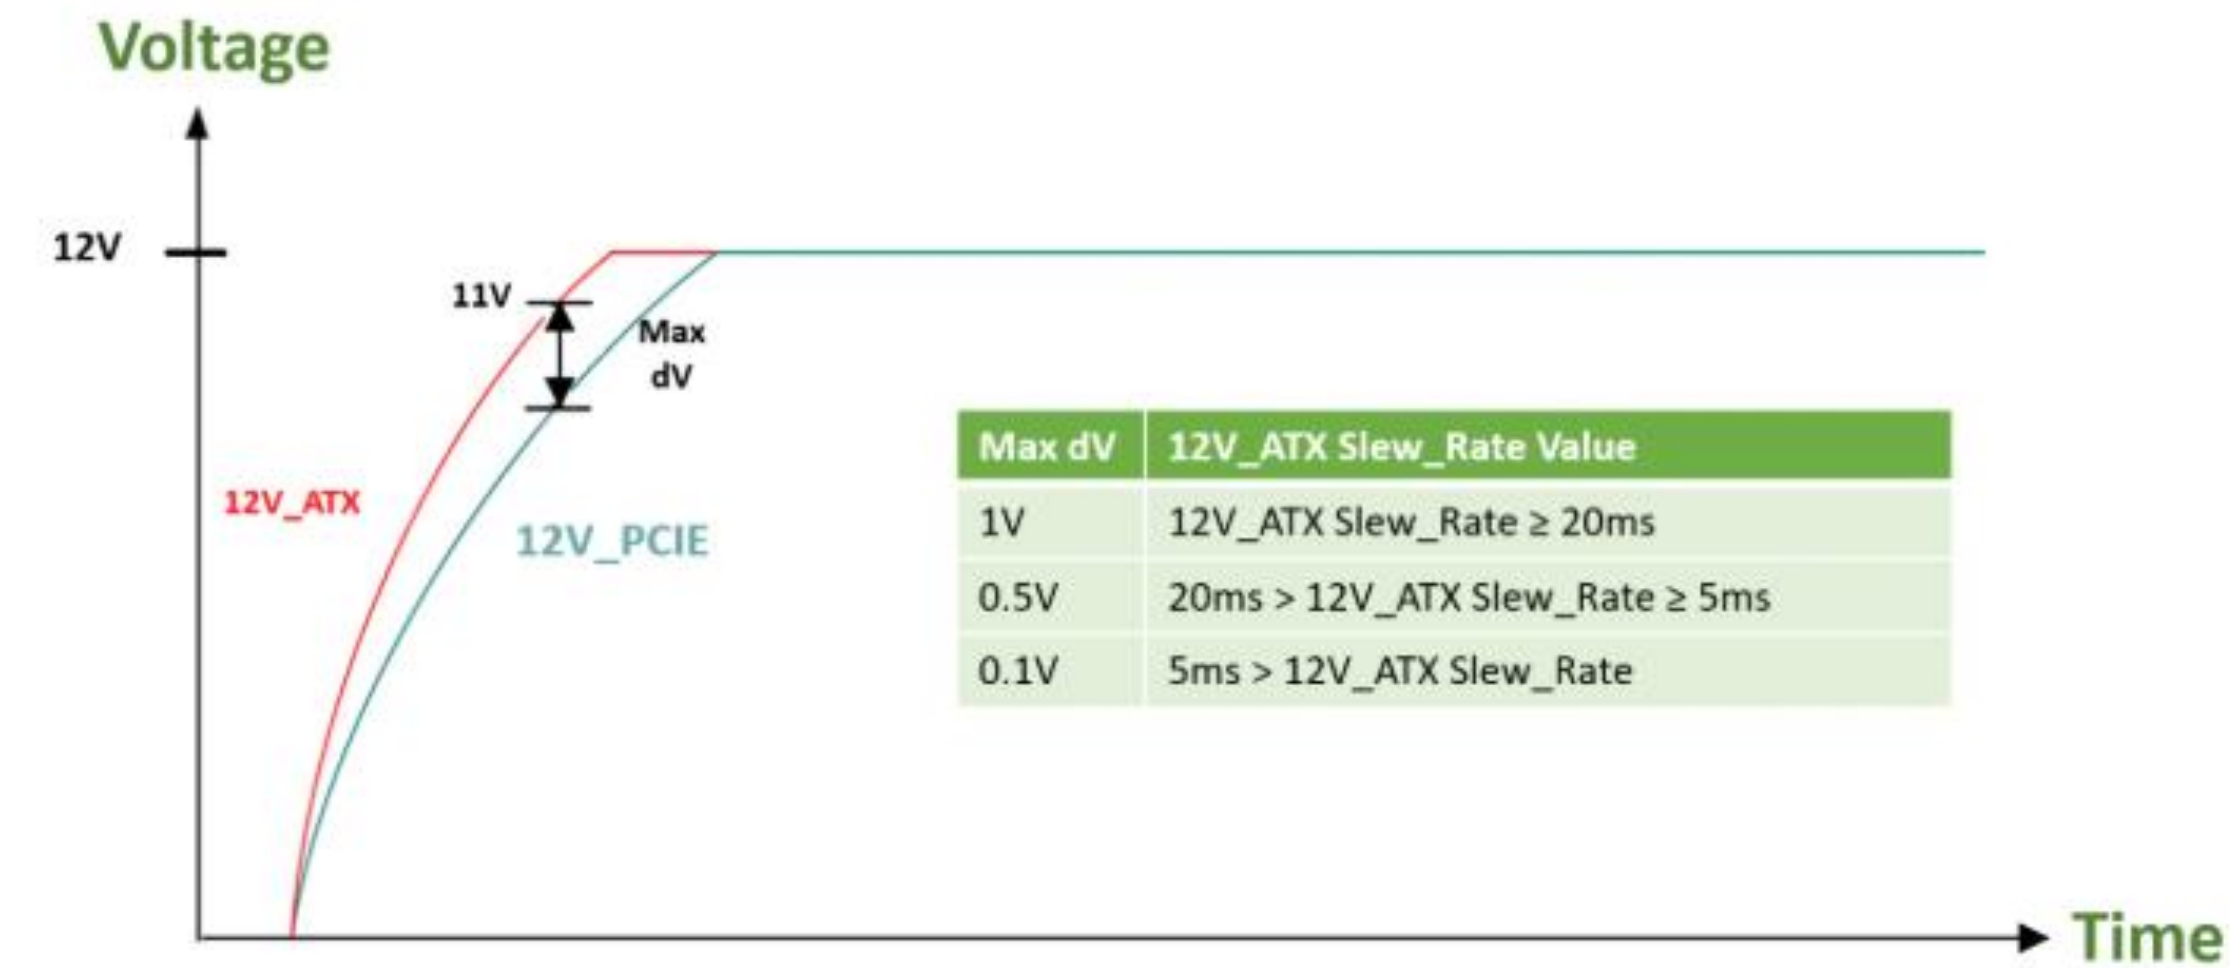 Voltage
12V
11V
Max
dV
12V_ATX
12V_PCIE
Max dV 12V_ATX Slew_Rate Value
1V 12V_ATX Slew_Rate ≥ 20ms
0.5V 20ms > 12V_ATX Slew_Rate ≥ 5ms
0.1V 5ms > 12V_ATX Slew_Rate
Time